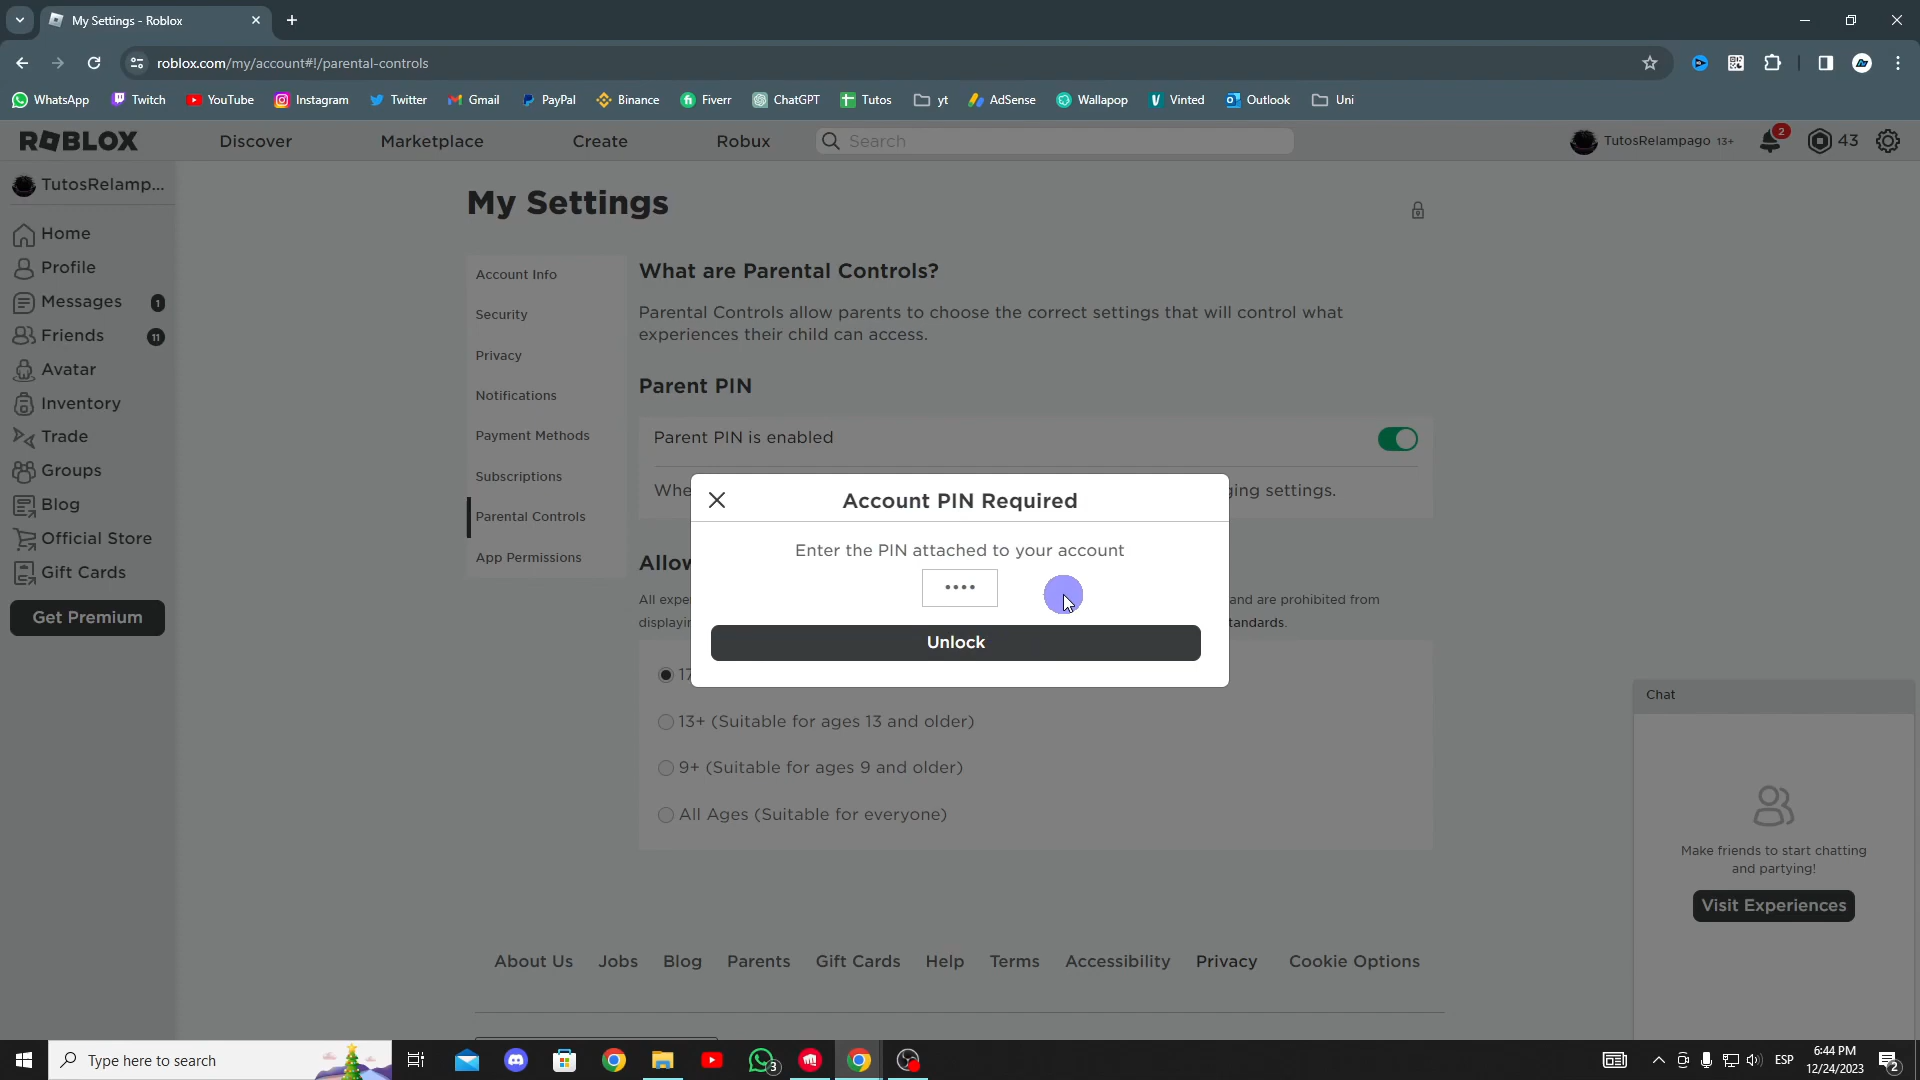 My Settings - Roblox
roblox.com/my/account#!/parental-controls
WhatsApp
Twitch
YouTube
Instagram
Twitter
Gmail
PayPal
Binance
Fiverr
ChatGPT
Tutos
yt
AdSense
Wallapop
Vinted
Outlook
Uni
ROBLOX
Discover
Marketplace
Create
Robux
Search
TutosRelampago 13+
2
43
TutosRelamp...
Home
Profile
Messages 1
Friends 11
Avatar
Inventory
Trade
Groups
Blog
Official Store
Gift Cards
Get Premium
My Settings
Account Info
Security
Privacy
Notifications
Payment Methods
Subscriptions
Parental Controls
App Permissions
What are Parental Controls?
Parental Controls allow parents to choose the correct settings that will control what
experiences their child can access.
Parent PIN
Parent PIN is enabled
ging settings.
and are prohibited from
tandards.
Account PIN Required
Enter the PIN attached to your account
••••
Unlock
13+ (Suitable for ages 13 and older)
9+ (Suitable for ages 9 and older)
All Ages (Suitable for everyone)
Chat
Make friends to start chatting
and partying!
Visit Experiences
About Us
Jobs
Blog
Parents
Gift Cards
Help
Terms
Accessibility
Privacy
Cookie Options
Type here to search
3
ESP
6:44 PM
12/24/2023
2